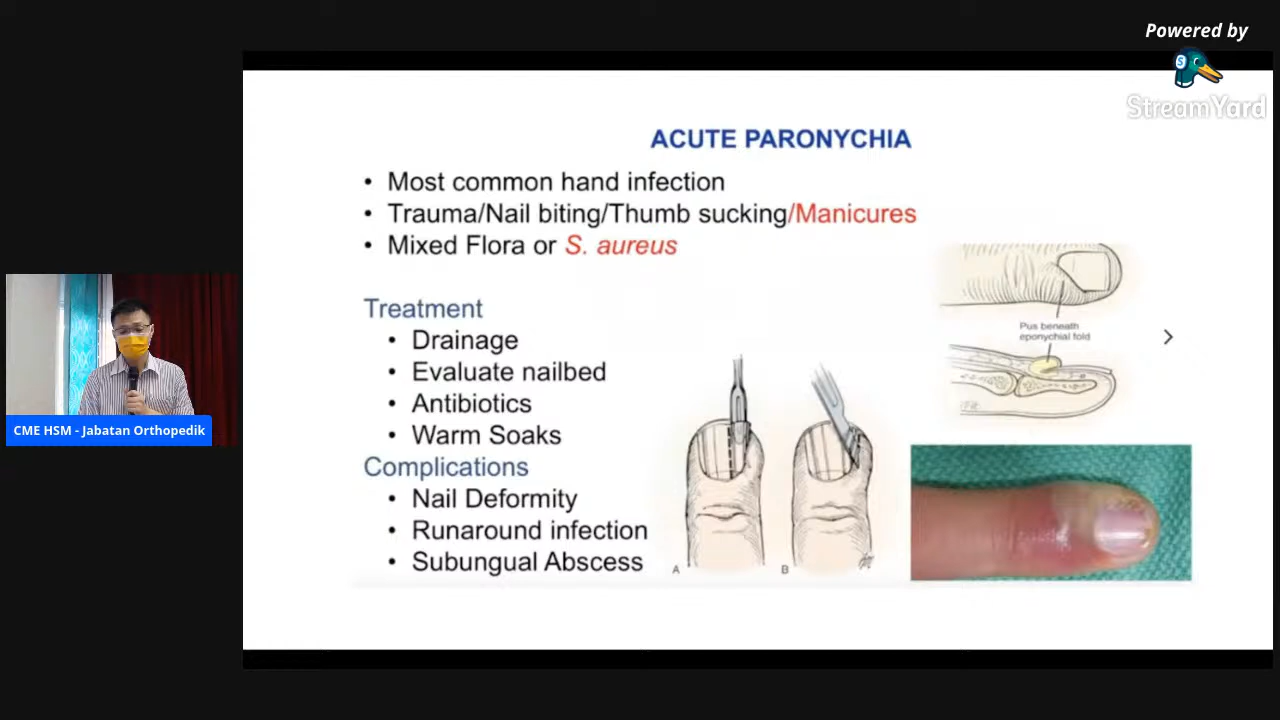 Powered by
StreamYard
ACUTE PARONYCHIA
• Most common hand infection
• Trauma/Nail biting/Thumb sucking/Manicures
• Mixed Flora or S. aureus
Treatment
• Drainage
• Evaluate nailbed
• Antibiotics
• Warm Soaks
Complications
• Nail Deformity
• Runaround infection
• Subungual Abscess
Pus beneath
eponychial fold
A
B
CME HSM - Jabatan Orthopedik